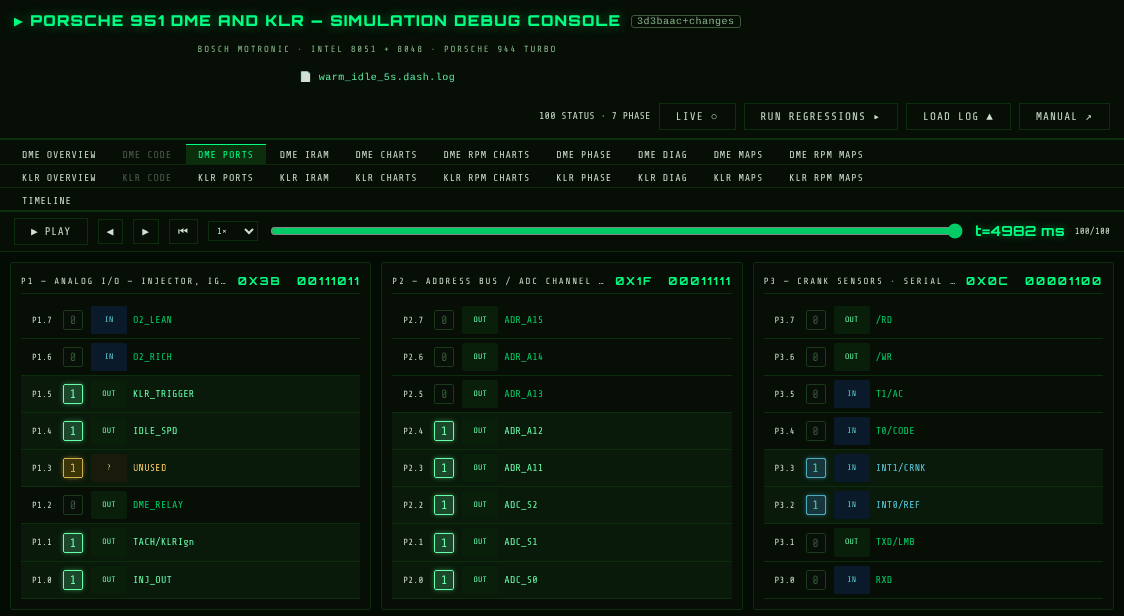 ▶ PORSCHE 951 DME AND KLR — SIMULATION DEBUG CONSOLE 3d3baac+changes
BOSCH MOTRONIC · INTEL 8051 + 8048 · PORSCHE 944 TURBO
warm_idle_5s.dash.log
100 STATUS · 7 PHASE LIVE ○ RUN REGRESSIONS ▸ LOAD LOG ▲ MANUAL ↗
DME OVERVIEW DME CODE DME PORTS DME IRAM DME CHARTS DME RPM CHARTS DME PHASE DME DIAG DME MAPS DME RPM MAPS
KLR OVERVIEW KLR CODE KLR PORTS KLR IRAM KLR CHARTS KLR RPM CHARTS KLR PHASE KLR DIAG KLR MAPS KLR RPM MAPS
TIMELINE
▶ PLAY ◀ ▶ ⏮ 1× t=4982 ms 100/100
P1 — ANALOG I/O — INJECTOR, IG… 0X3B 00111011
P1.7 0 IN O2_LEAN
P1.6 0 IN O2_RICH
P1.5 1 OUT KLR_TRIGGER
P1.4 1 OUT IDLE_SPD
P1.3 1 ? UNUSED
P1.2 0 OUT DME_RELAY
P1.1 1 OUT TACH/KLRIgn
P1.0 1 OUT INJ_OUT
P2 — ADDRESS BUS / ADC CHANNEL … 0X1F 00011111
P2.7 0 OUT ADR_A15
P2.6 0 OUT ADR_A14
P2.5 0 OUT ADR_A13
P2.4 1 OUT ADR_A12
P2.3 1 OUT ADR_A11
P2.2 1 OUT ADC_S2
P2.1 1 OUT ADC_S1
P2.0 1 OUT ADC_S0
P3 — CRANK SENSORS · SERIAL … 0X0C 00001100
P3.7 0 OUT /RD
P3.6 0 OUT /WR
P3.5 0 IN T1/AC
P3.4 0 IN T0/CODE
P3.3 1 IN INT1/CRNK
P3.2 1 IN INT0/REF
P3.1 0 OUT TXD/LMB
P3.0 0 IN RXD